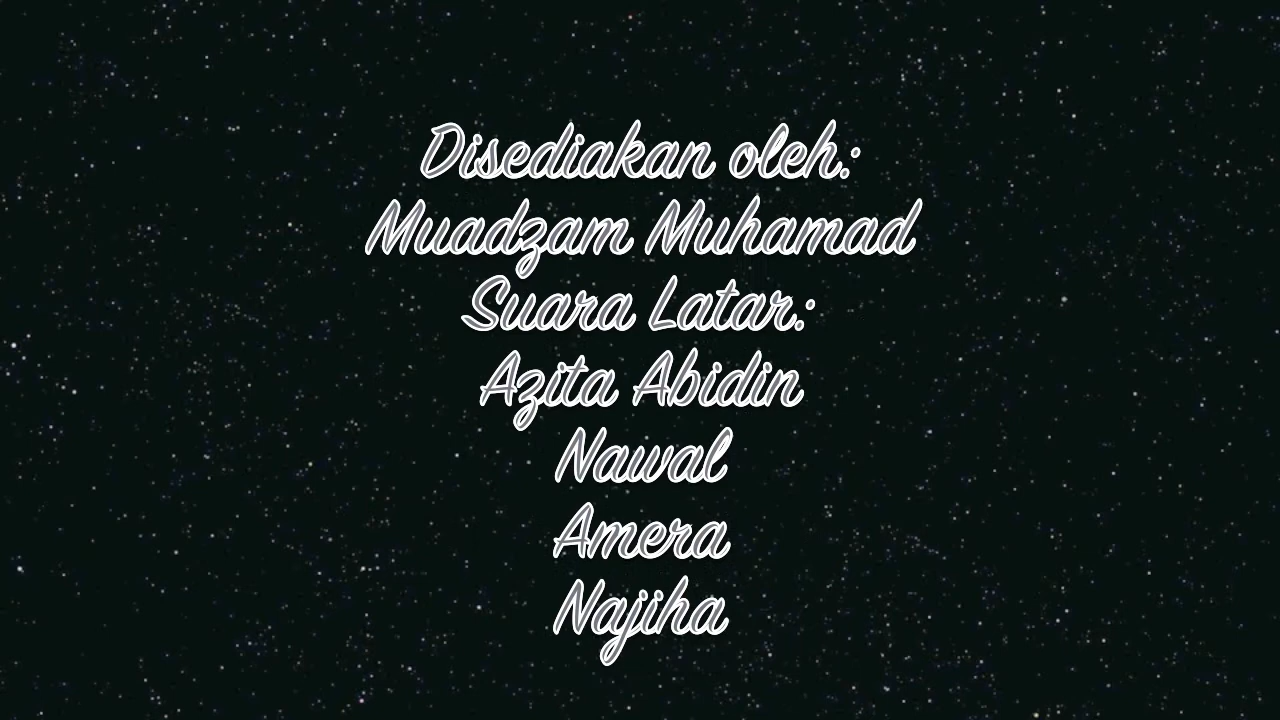 Disediakan oleh:
Muadzam Muhamad
Suara Latar:
Azita Abidin
Nawal
Amera
Najiha